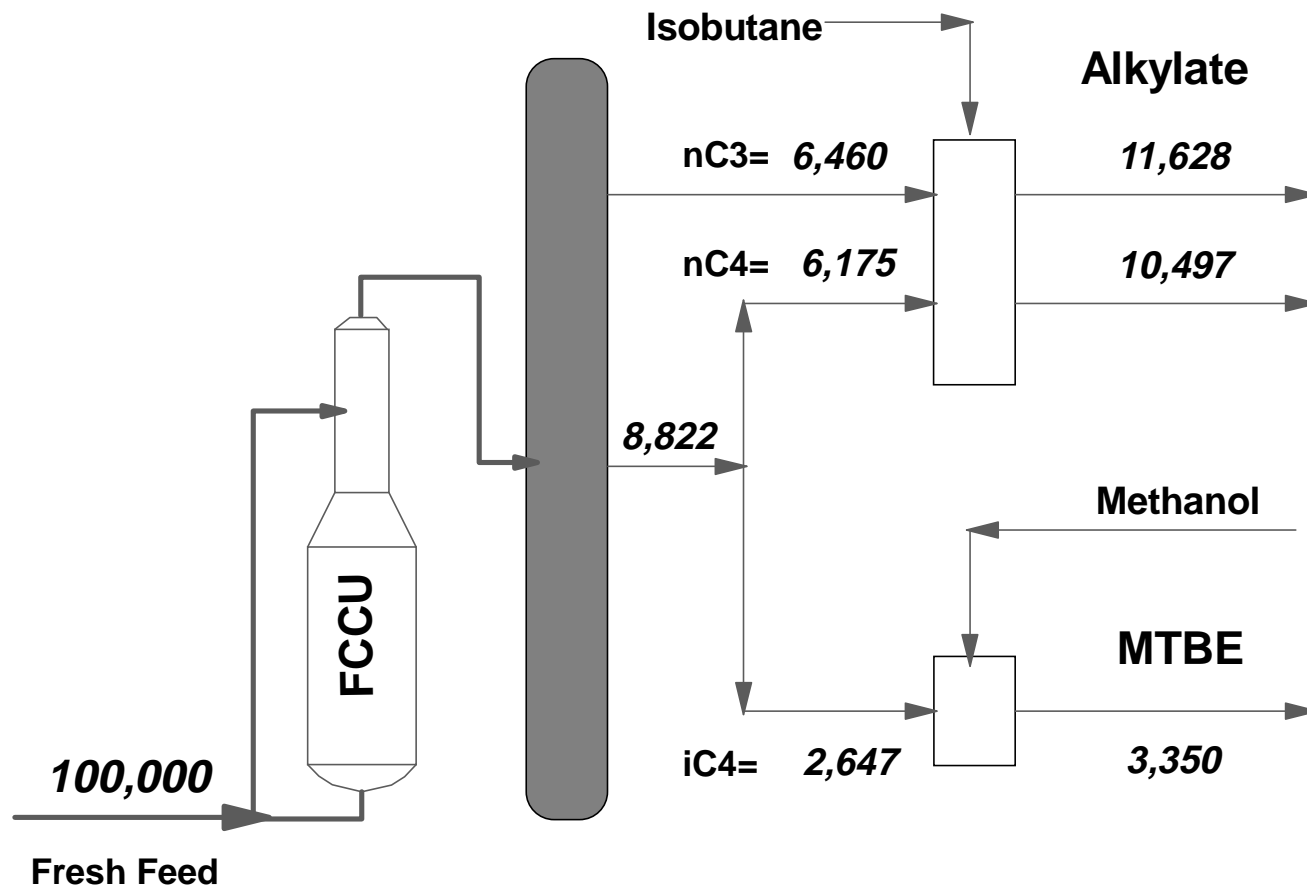 Isobutane
Alkylate
nC3= 6,460
11,628
nC4= 6,175
10,497
8,822
Methanol
FCCU
MTBE
iC4= 2,647
3,350
100,000
Fresh Feed